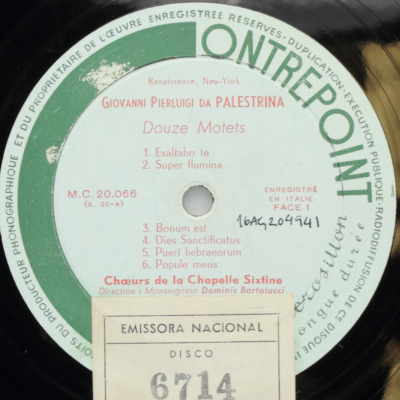 DROITS DU PRODUCTEUR PHONOGRAPHIQUE ET DU PROPRIETAIRE DE L'ŒUVRE ENREGISTREE RESERVES-DUPLICATION-EXECUTION PUBLIQUE-RADIODIFFUSION DE CE DISQUE
ONTREPOINT
Renaissance, New-York
GIOVANNI PIERLUIGI DA PALESTRINA
Douze Motets
1. Exaltabo te
2. Super flumina
M.C. 20.066
(X, 35-A)
ENREGISTRÉ
EN ITALIE
FACE 1
16AG204941
3. Bonum est
4. Dies Sanctificatus
5. Pueri hebraeorum
6. Popule meus
Chœurs de la Chapelle Sixtine
Direction : Monseigneur Dominic Bartolucci
microsillon
longue durée
EMISSORA NACIONAL
DISCO
6714